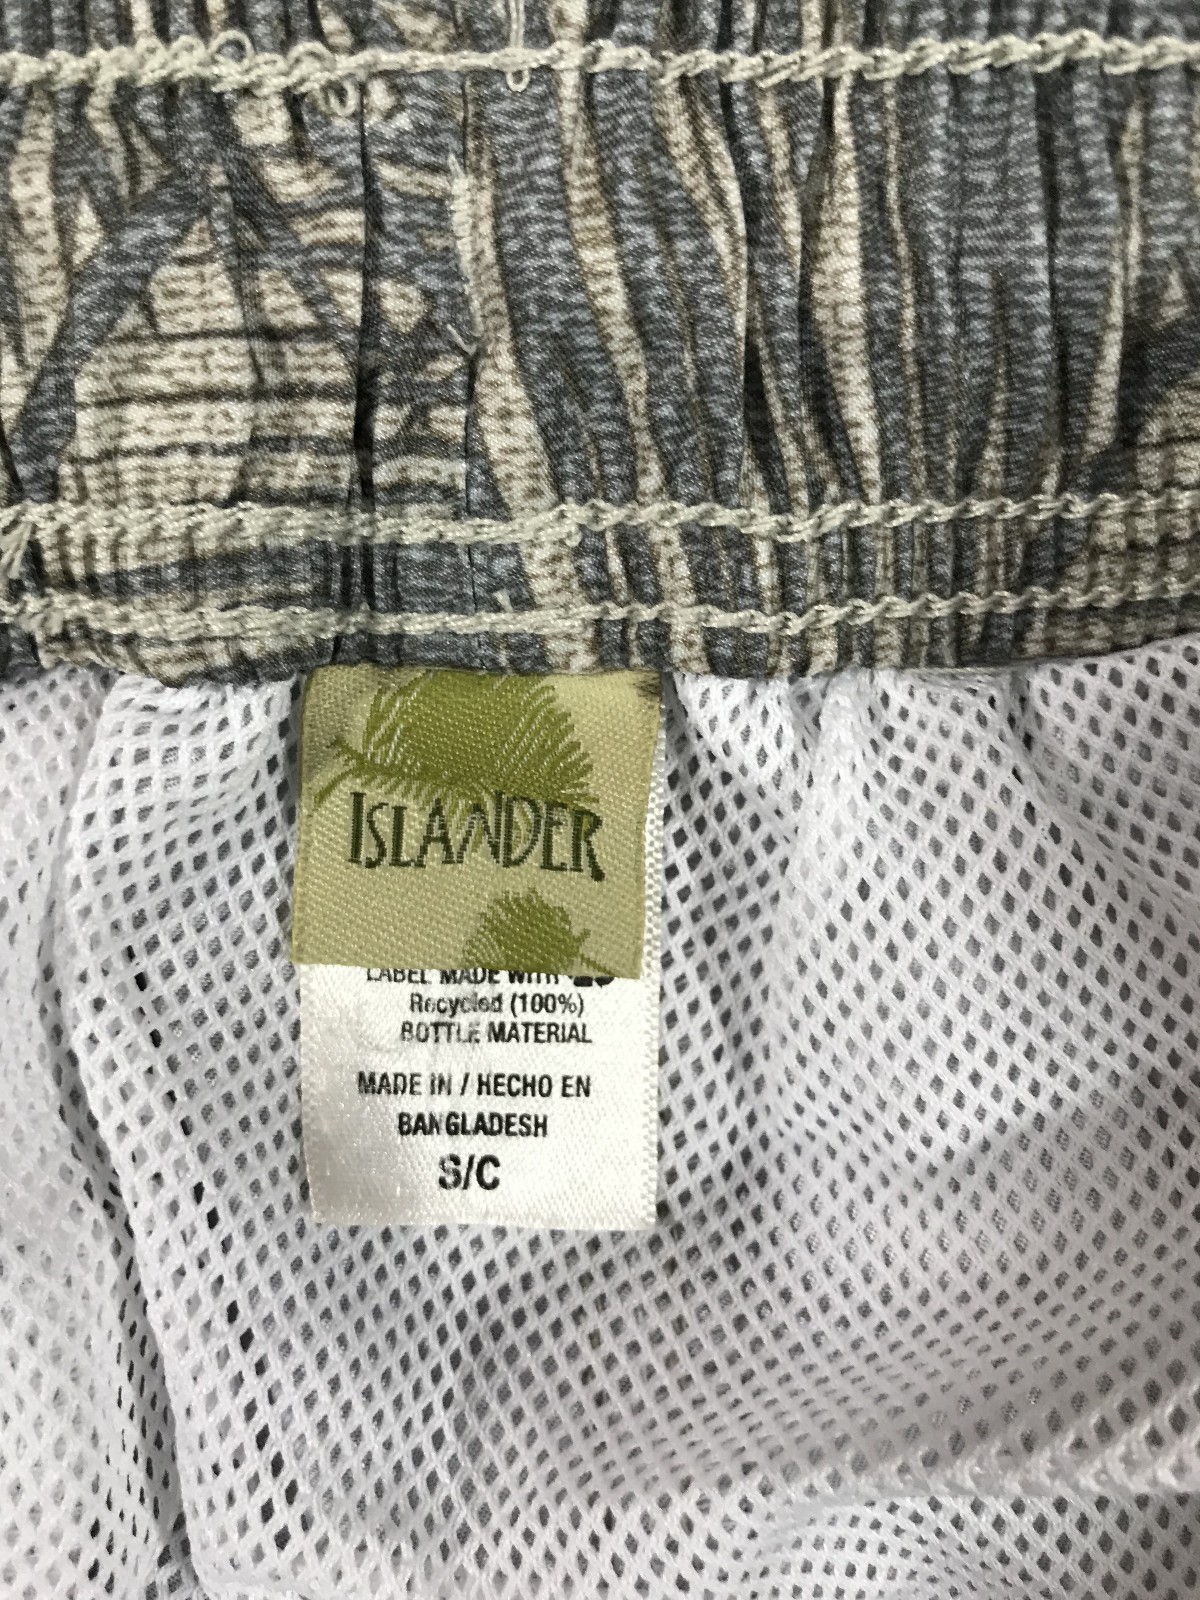 ISLANDER
LABEL MADE WITH
Recycled (100%)
BOTTLE MATERIAL
MADE IN / HECHO EN
BANGLADESH
S/C